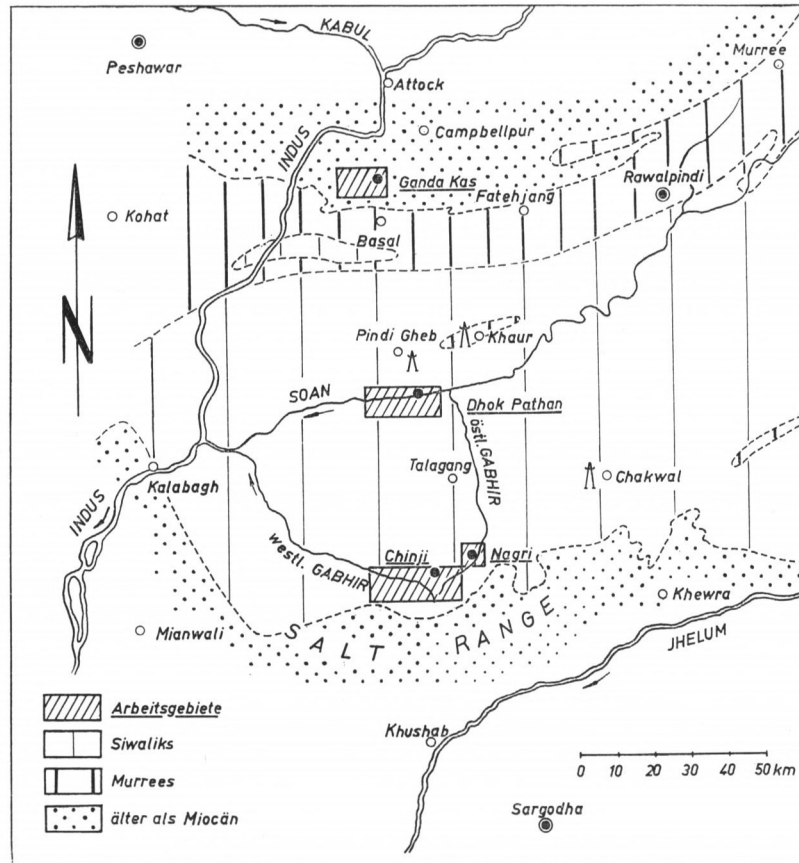 KABUL
Peshawar
Murree
Attock
INDUS
Campbellpur
Ganda Kas
Rawalpindi
Kohat
Fatehjang
Basal
N
Pindi Gheb
Khaur
SOAN
Dhok Pathan
östl. GABHIR
Talagang
Chakwal
Kalabagh
INDUS
westl. GABHIR
Chinji
Nagri
Khewra
Mianwali
SALT RANGE
JHELUM
Arbeitsgebiete
Siwaliks
Khushab
Murrees
0 10 20 30 40 50 km
älter als Miocän
Sargodha